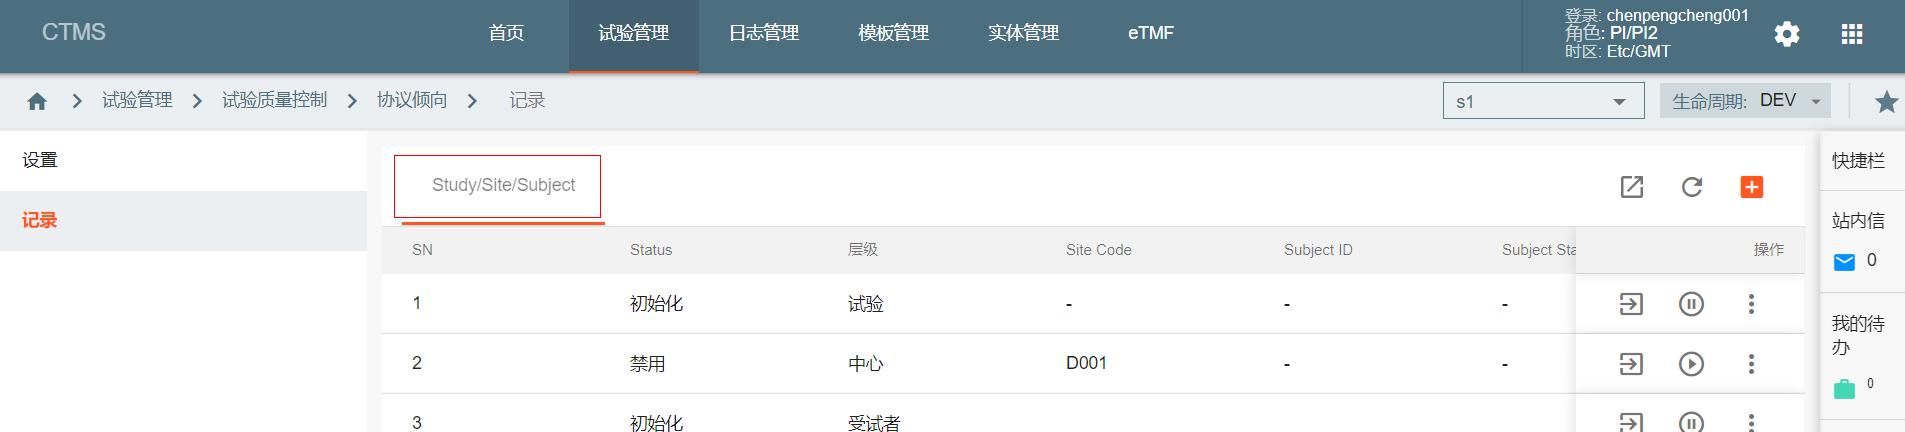 CTMS
首页
试验管理
日志管理
模板管理
实体管理
eTMF
登录: chenpengcheng001
角色: PI/PI2
时区: Etc/GMT
试验管理
试验质量控制
协议倾向
记录
s1
生命周期: DEV
设置
记录
Study/Site/Subject
SN Status 层级 Site Code Subject ID Subject Sta 操作
1 初始化 试验 - - -
2 禁用 中心 D001 - -
3 初始化 受试者
快捷栏
站内信
0
我的待
办
0